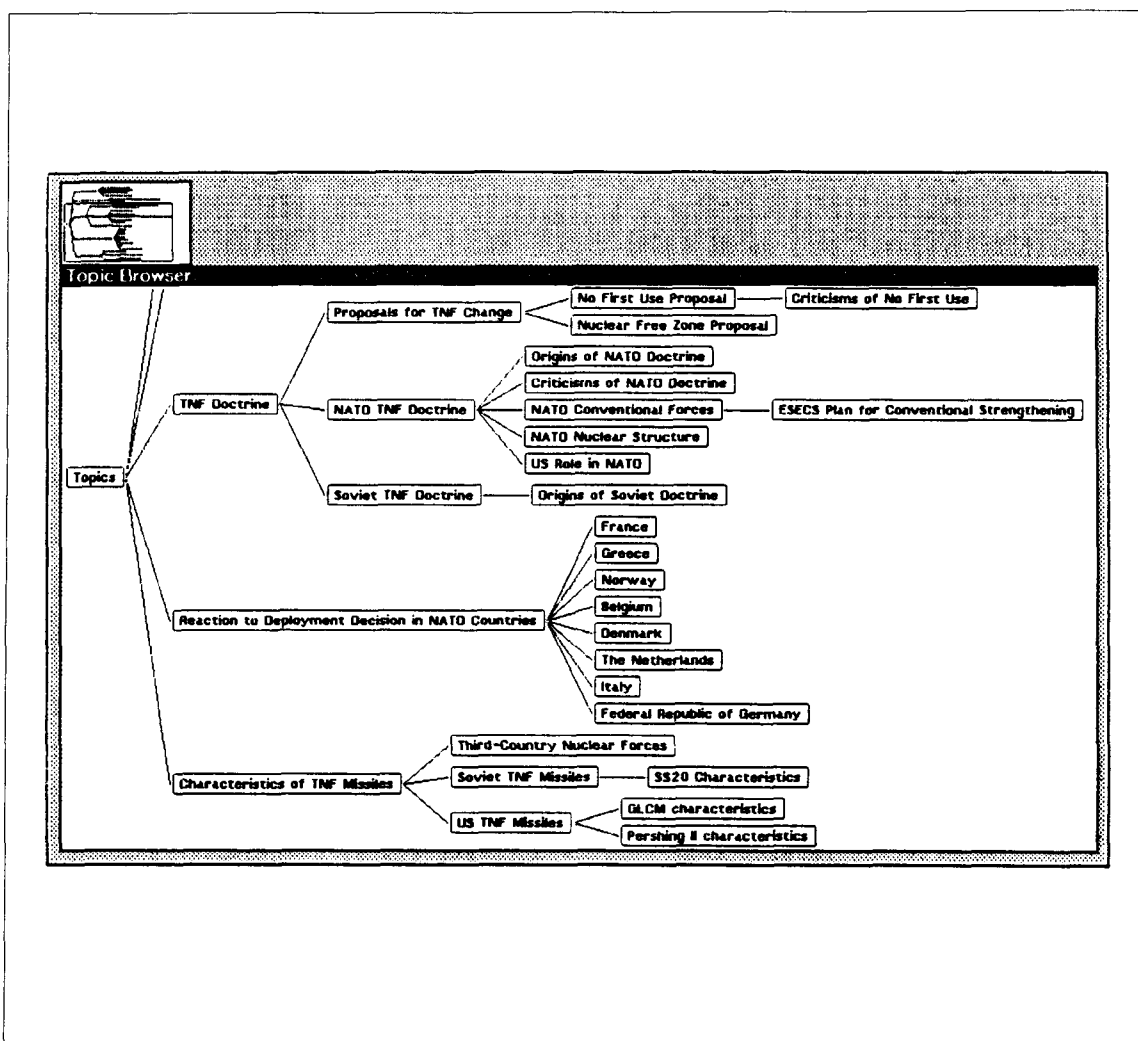 Topic Browser
No First Use Proposal
Criticisms of No First Use
Proposals for TNF Change
Nuclear Free Zone Proposal
Origins of NATO Doctrine
Criticisms of NATO Doctrine
TNF Doctrine
NATO TNF Doctrine
NATO Conventional Forces
ESECS Plan for Conventional Strengthening
NATO Nuclear Structure
US Role in NATO
Topics
Soviet TNF Doctrine
Origins of Soviet Doctrine
France
Greece
Norway
Belgium
Reaction to Deployment Decision in NATO Countries
Denmark
The Netherlands
Italy
Federal Republic of Germany
Third-Country Nuclear Forces
Characteristics of TNF Missiles
Soviet TNF Missiles
SS20 Characteristics
GLCM characteristics
US TNF Missiles
Pershing II characteristics